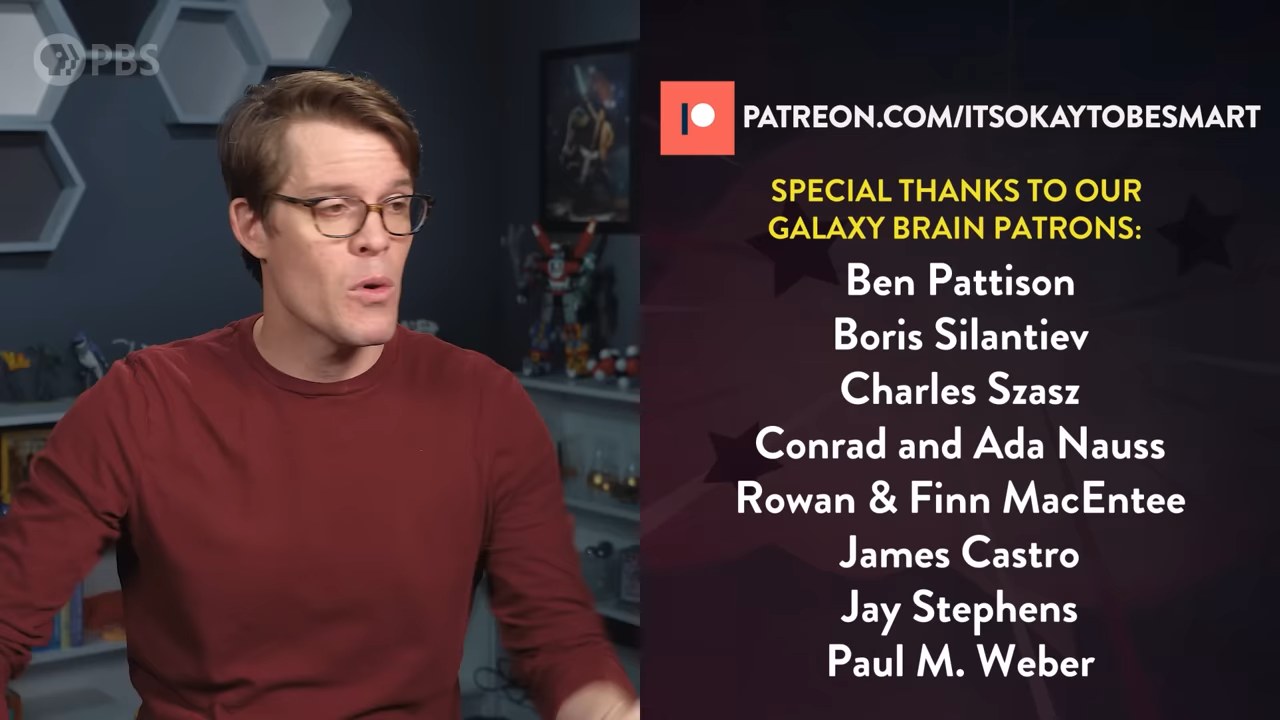 PBS
PATREON.COM/ITSOKAYTOBESMART
SPECIAL THANKS TO OUR
GALAXY BRAIN PATRONS:
Ben Pattison
Boris Silantiev
Charles Szasz
Conrad and Ada Nauss
Rowan & Finn MacEntee
James Castro
Jay Stephens
Paul M. Weber